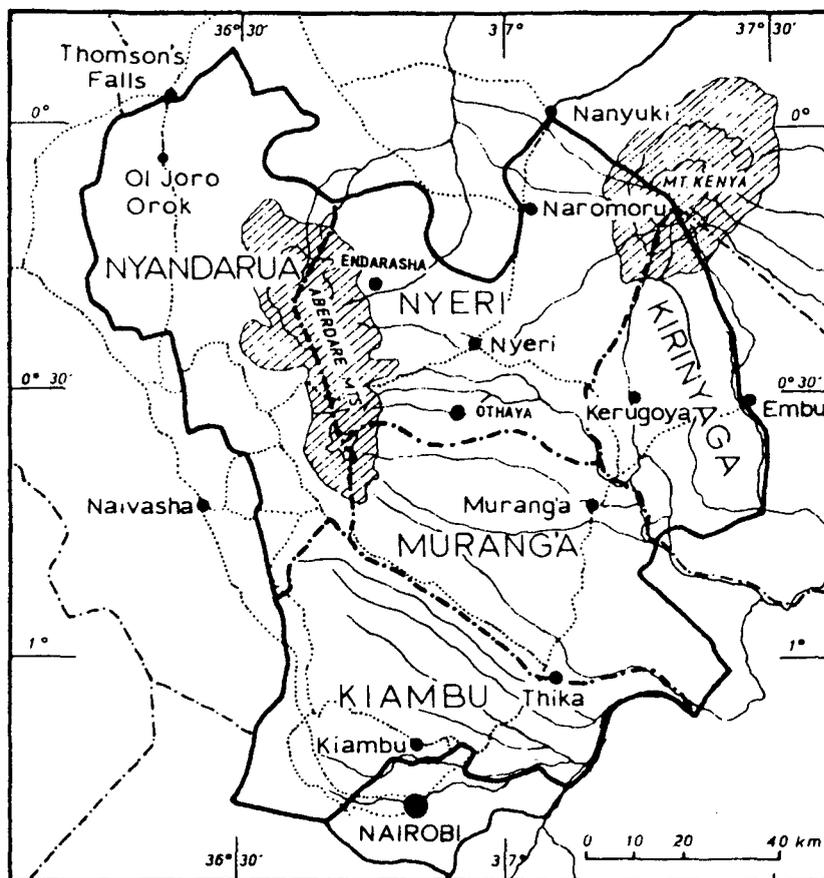 36°30'
37°
37°30'
Thomson's
Falls
0°
0°
Nanyuki
MT. KENYA
Ol Joro
Orok
Naromoru
NYANDARUA
ENDARASHA
NYERI
ABERDARE MTS
KIRINYAGA
Nyeri
0°30'
0°30'
OTHAYA
Kerugoya
Embu
Naivasha
Murang'a
MURANG'A
1°
1°
KIAMBU
Thika
Kiambu
NAIROBI
36°30'
37°
0 10 20 40 km